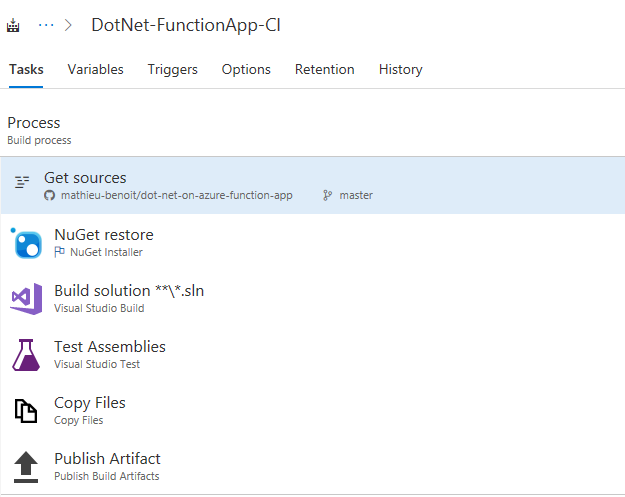 ··· DotNet-FunctionApp-CI
Tasks Variables Triggers Options Retention History
Process
Build process
Get sources
mathieu-benoit/dot-net-on-azure-function-app master
NuGet restore
NuGet Installer
Build solution **\*.sln
Visual Studio Build
Test Assemblies
Visual Studio Test
Copy Files
Copy Files
Publish Artifact
Publish Build Artifacts